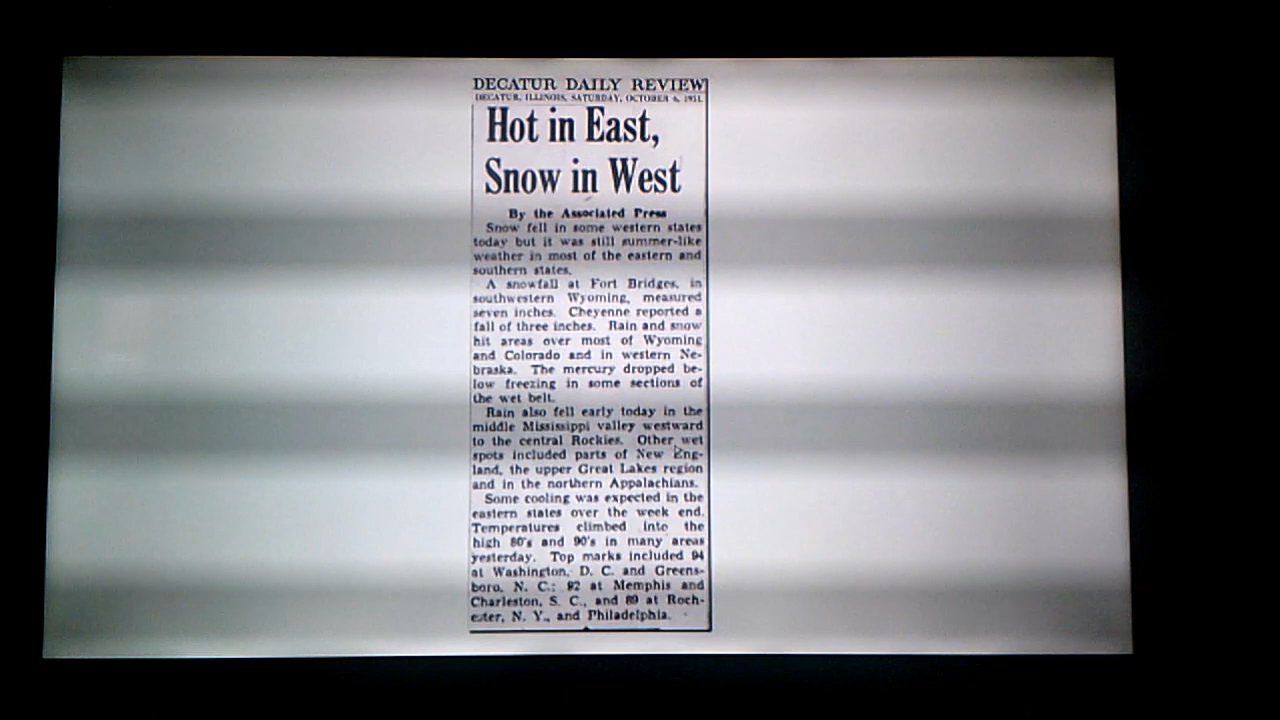 DECATUR DAILY REVIEW
DECATUR, ILLINOIS, SATURDAY, OCTOBER 6, 1951.
Hot in East,
Snow in West
By the Associated Press
Snow fell in some western states
today but it was still summer-like
weather in most of the eastern and
southern states.
A snowfall at Fort Bridges, in
southwestern Wyoming, measured
seven inches. Cheyenne reported a
fall of three inches. Rain and snow
hit areas over most of Wyoming
and Colorado and in western Ne-
braska. The mercury dropped be-
low freezing in some sections of
the wet belt.
Rain also fell early today in the
middle Mississippi valley westward
to the central Rockies. Other wet
spots included parts of New Eng-
land, the upper Great Lakes region
and in the northern Appalachians.
Some cooling was expected in the
eastern states over the week end.
Temperatures climbed into the
high 80's and 90's in many areas
yesterday. Top marks included 94
at Washington, D. C. and Greens-
boro, N. C.; 92 at Memphis and
Charleston, S. C., and 89 at Roch-
ester, N. Y., and Philadelphia.